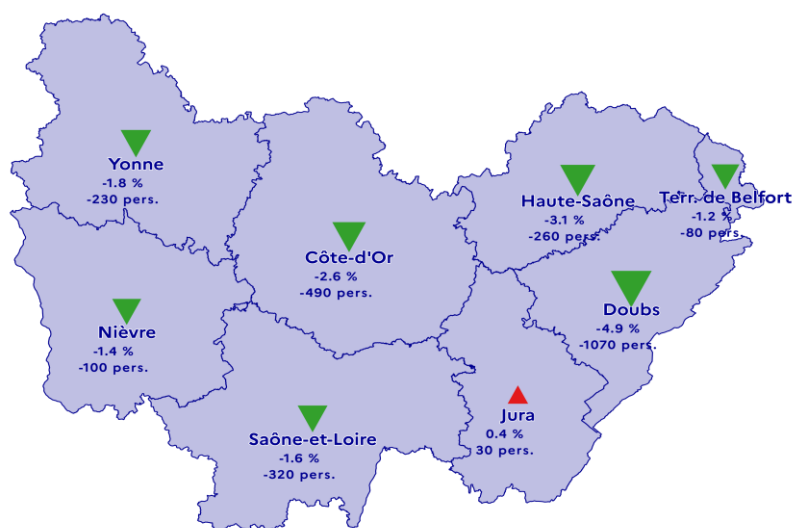 Yonne
-1.8 %
-230 pers.
Haute-Saône
-3.1 %
-260 pers.
Terr. de Belfort
-1.2 %
-80 pers.
Côte-d'Or
-2.6 %
-490 pers.
Doubs
-4.9 %
-1070 pers.
Nièvre
-1.4 %
-100 pers.
Jura
0.4 %
30 pers.
Saône-et-Loire
-1.6 %
-320 pers.